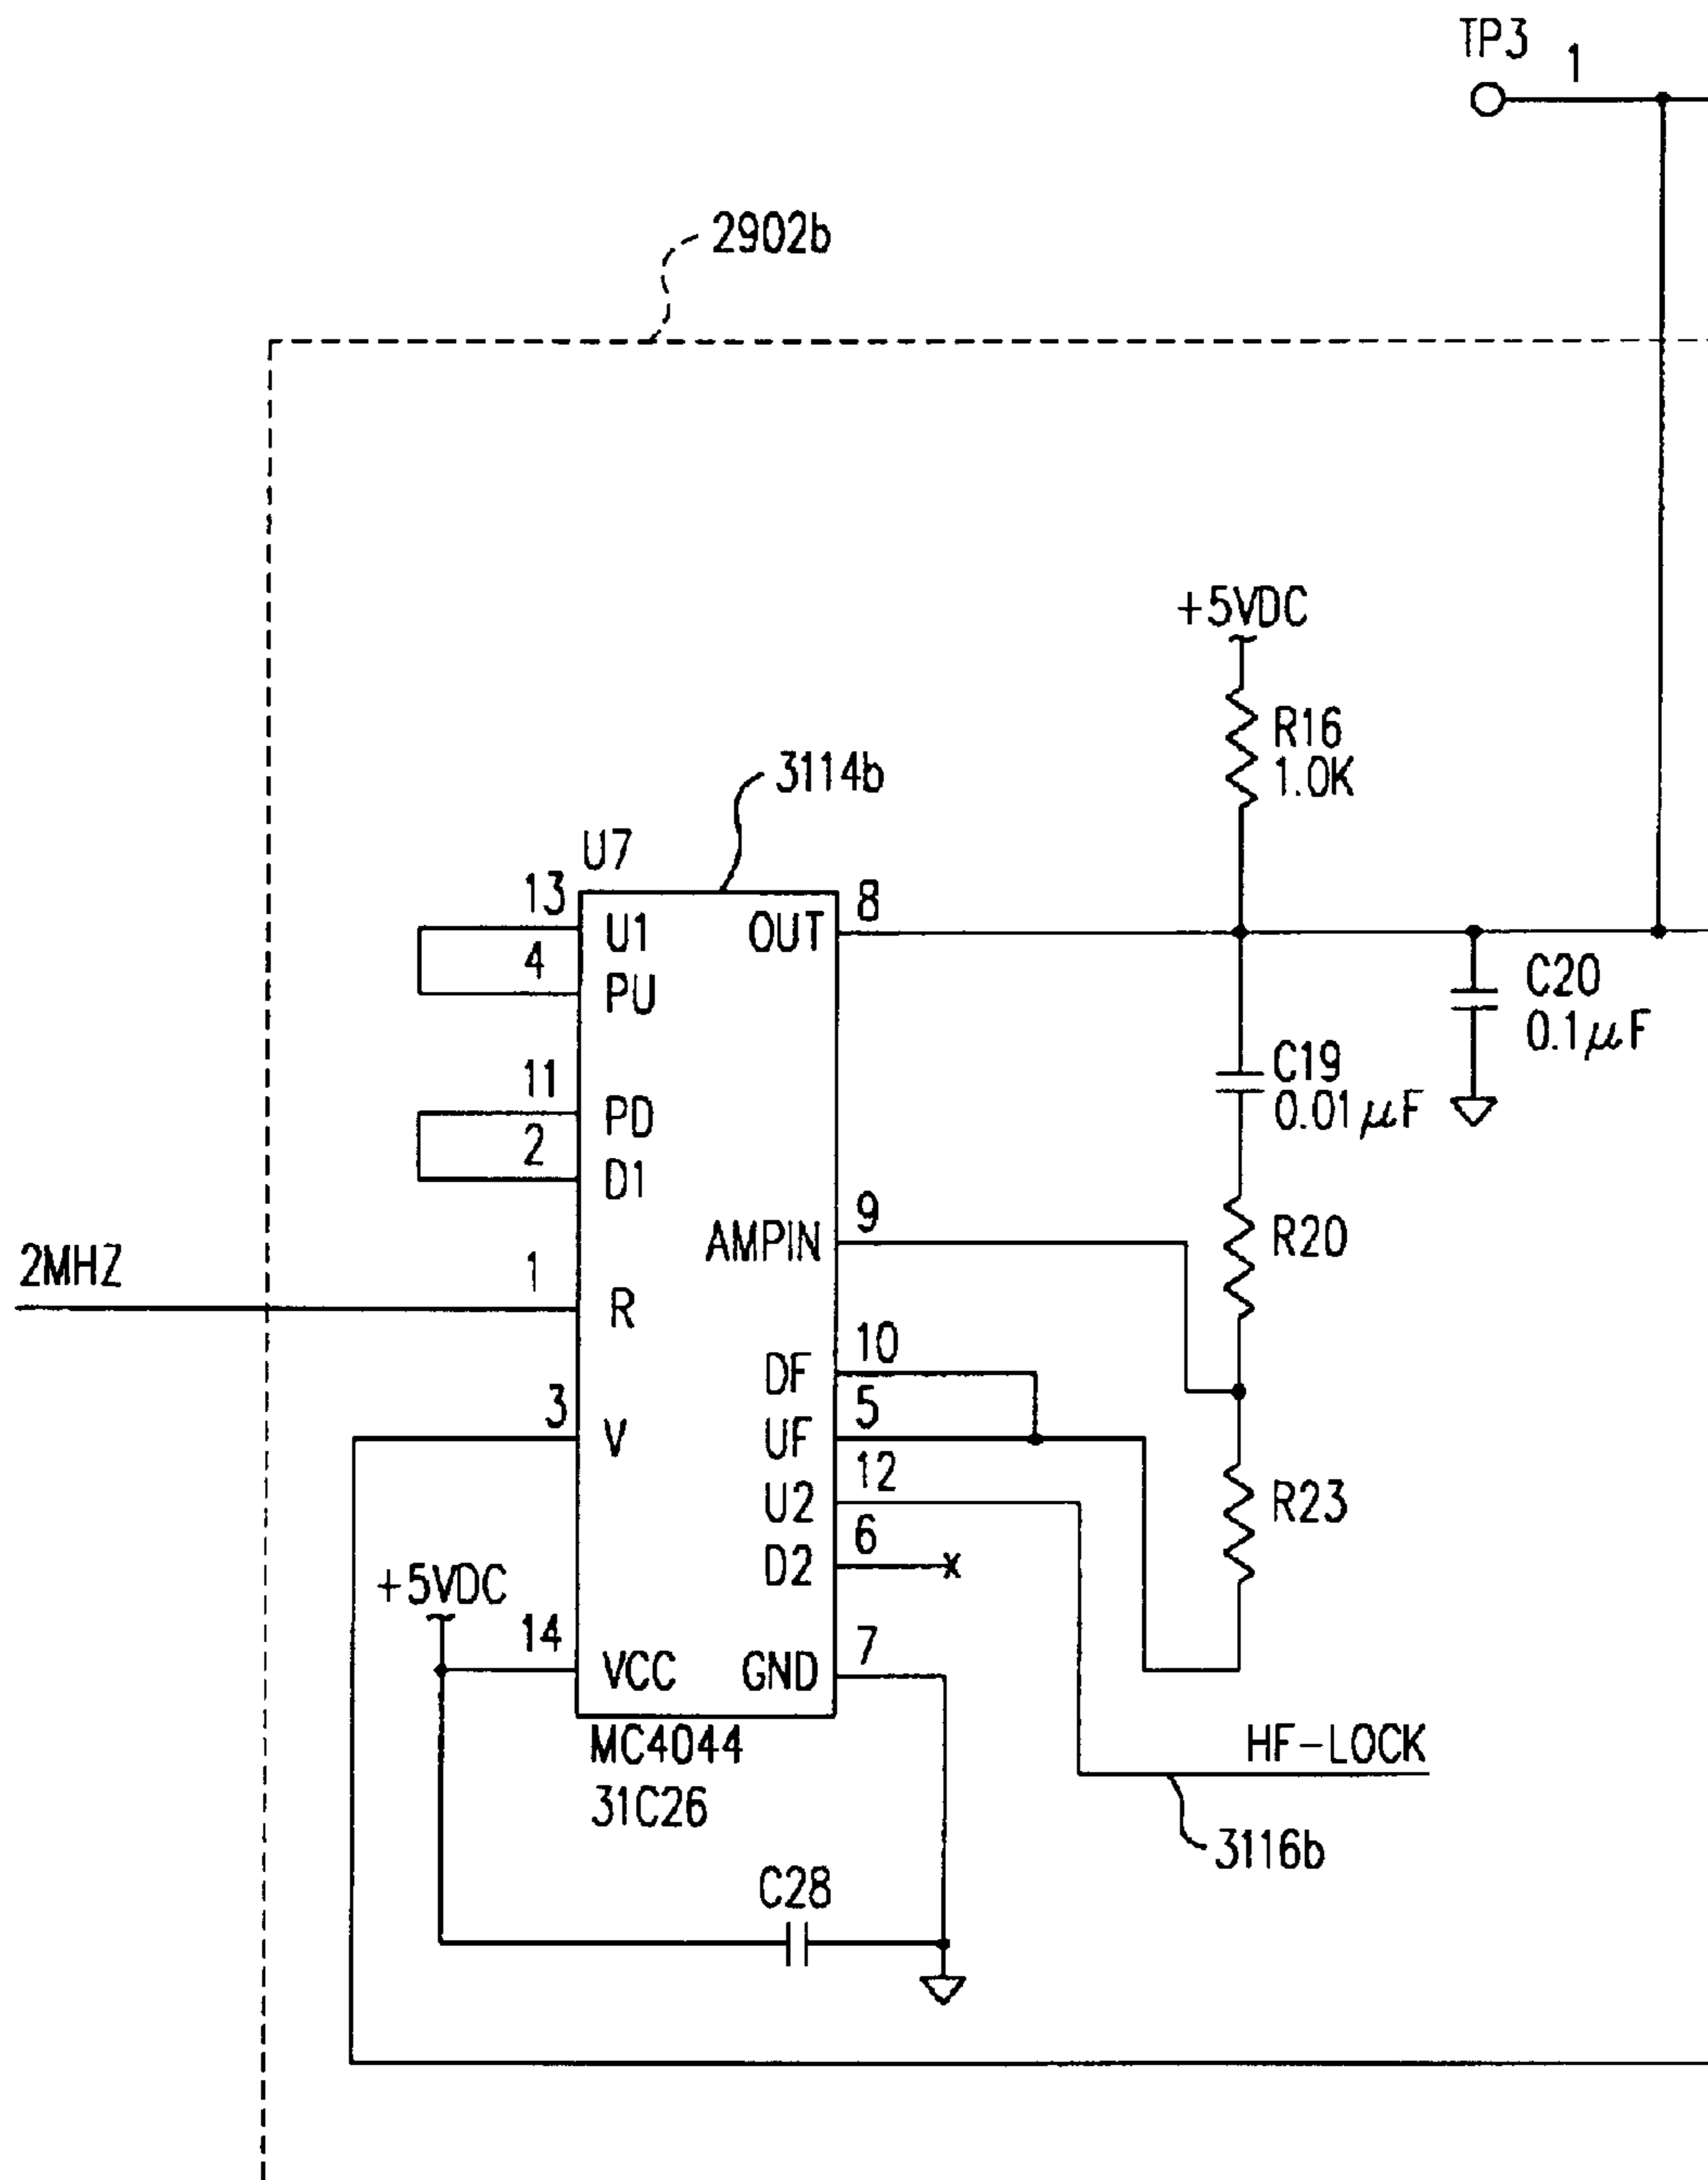 TP3 1
2902b
+5VDC
R16
1.0K
3114b
U7
13 U1 OUT 8
4 PU
C20
0.1µF
C19
0.01µF
11 PD
2 D1
AMPIN 9
R20
2MHZ
1 R
DF 10
3 V UF 5
U2 12
R23
D2 6
x
+5VDC
14 VCC GND 7
MC4044
31C26
HF-LOCK
3116b
C28